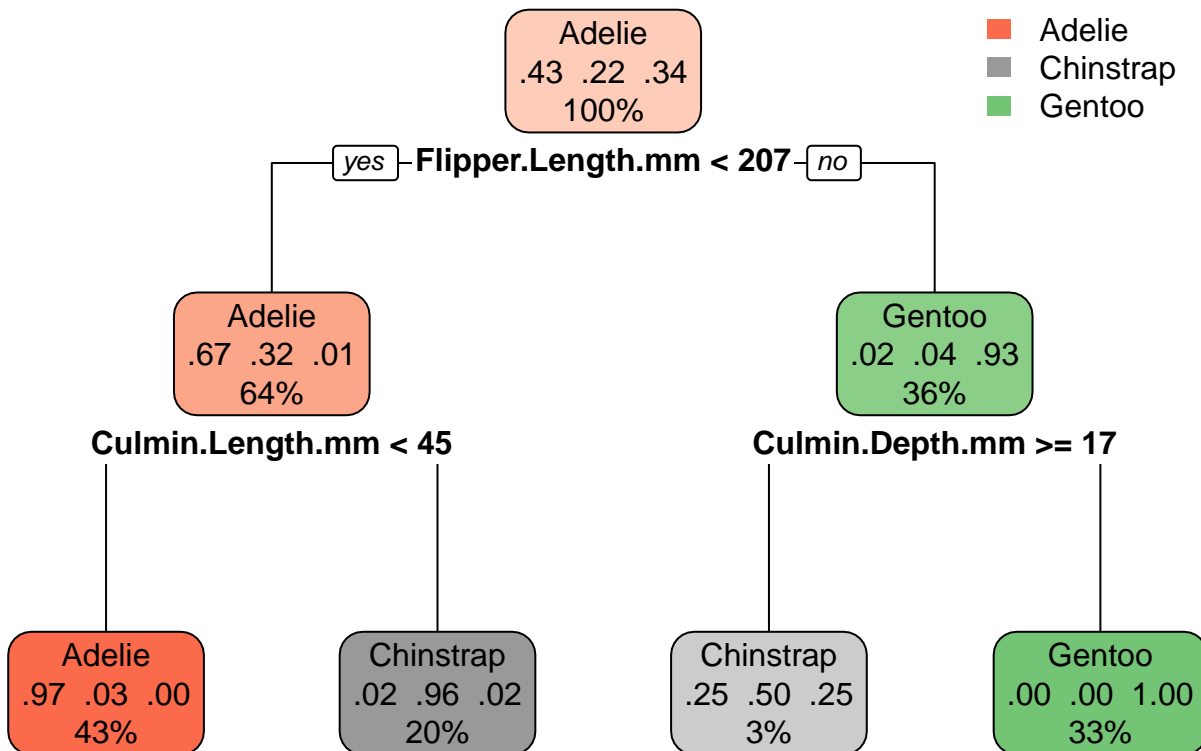 Adelie
.43 .22 .34
100%
Adelie
Chinstrap
Gentoo
yes
Flipper.Length.mm < 207
no
Adelie
.67 .32 .01
64%
Gentoo
.02 .04 .93
36%
Culmin.Length.mm < 45
Culmin.Depth.mm >= 17
Adelie
.97 .03 .00
43%
Chinstrap
.02 .96 .02
20%
Chinstrap
.25 .50 .25
3%
Gentoo
.00 .00 1.00
33%